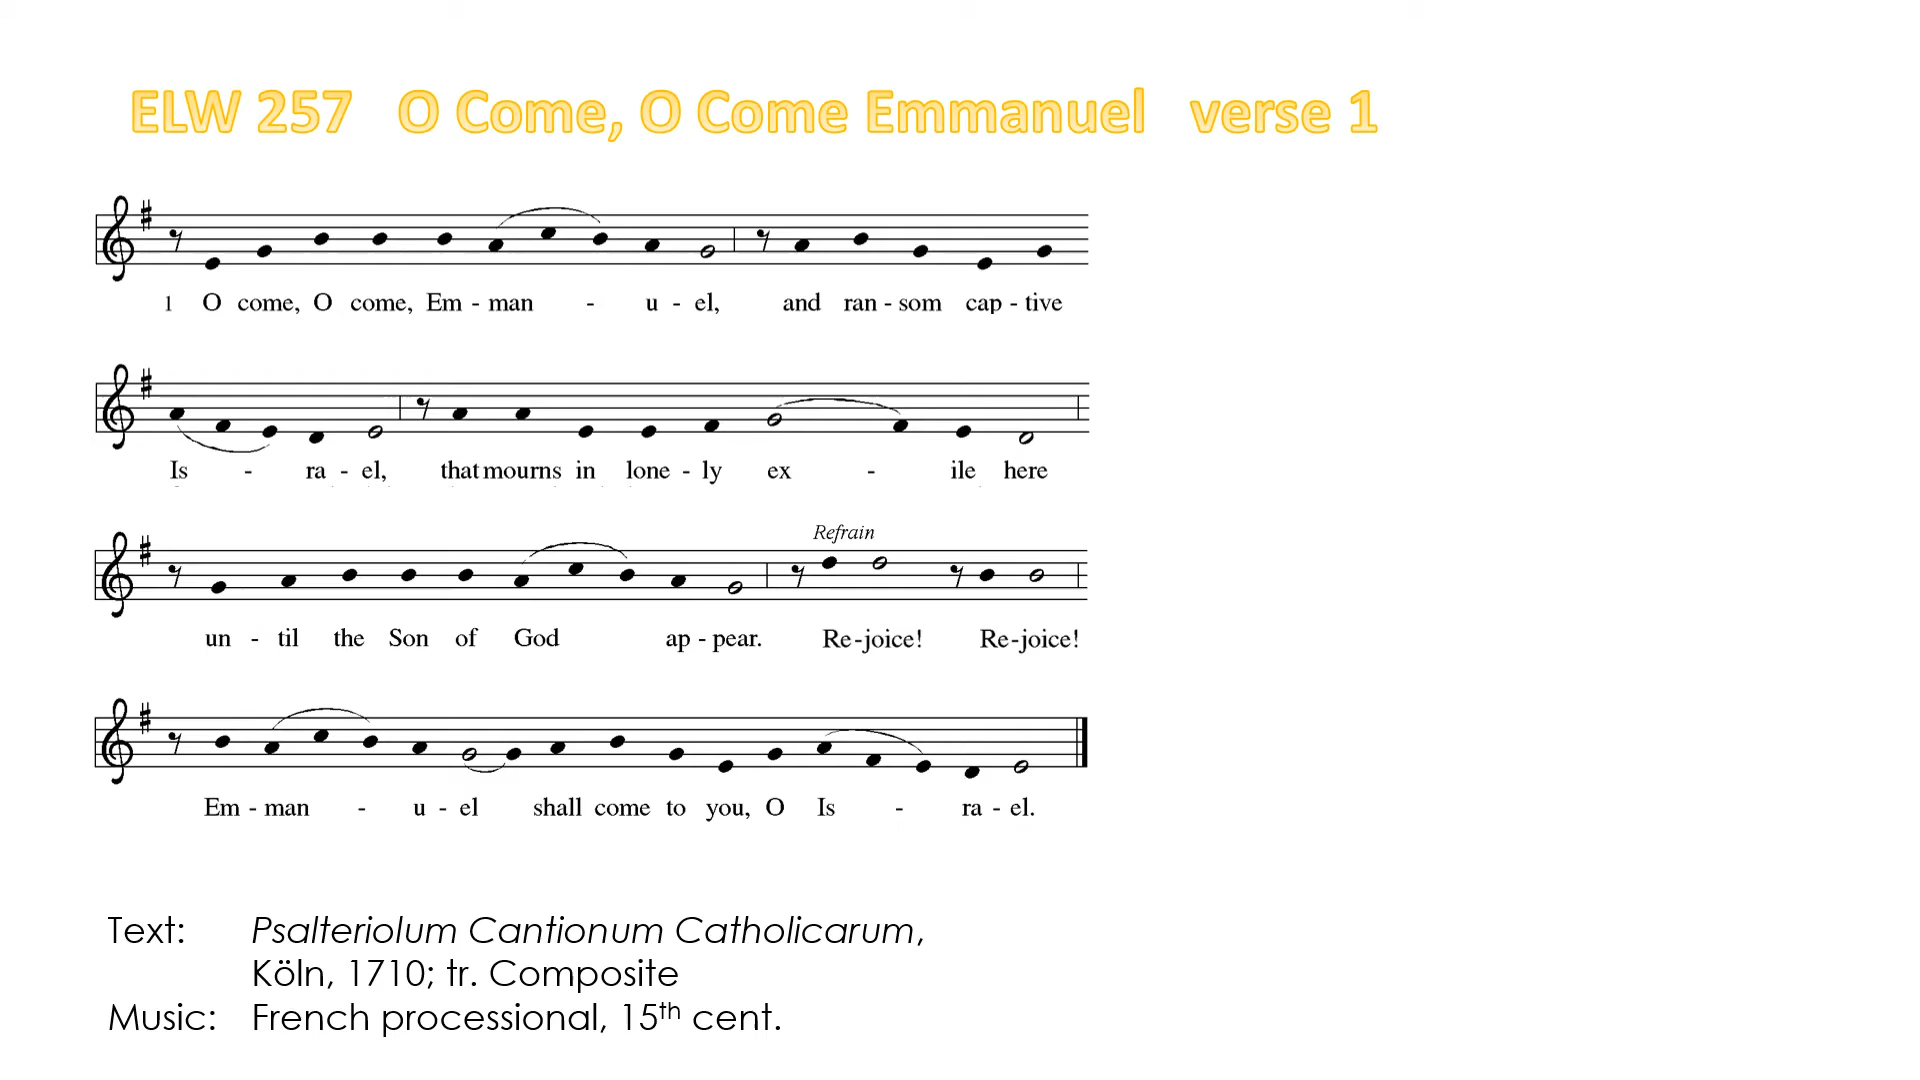 ELW 257 O Come, O Come Emmanuel verse 1
1 O come, O come, Em - man - u - el, and ran - som cap - tive
Is - ra - el, that mourns in lone - ly ex - ile here
Refrain
un - til the Son of God ap - pear. Re - joice! Re - joice!
Em - man - u - el shall come to you, O Is - ra - el.
Text: Psalteriolum Cantionum Catholicarum,
Köln, 1710; tr. Composite
Music: French processional, 15th cent.